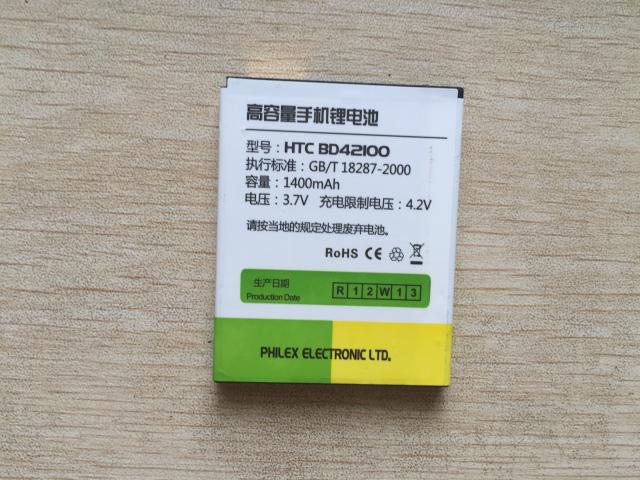 高容量手机锂电池
型号：HTC BD42100
执行标准：GB/T 18287-2000
容量：1400mAh
电压：3.7V 充电限制电压：4.2V
请按当地的规定处理废弃电池。
RoHS CE
生产日期
Production Date
R 1 2 W 1 3
PHILEX ELECTRONIC LTD.